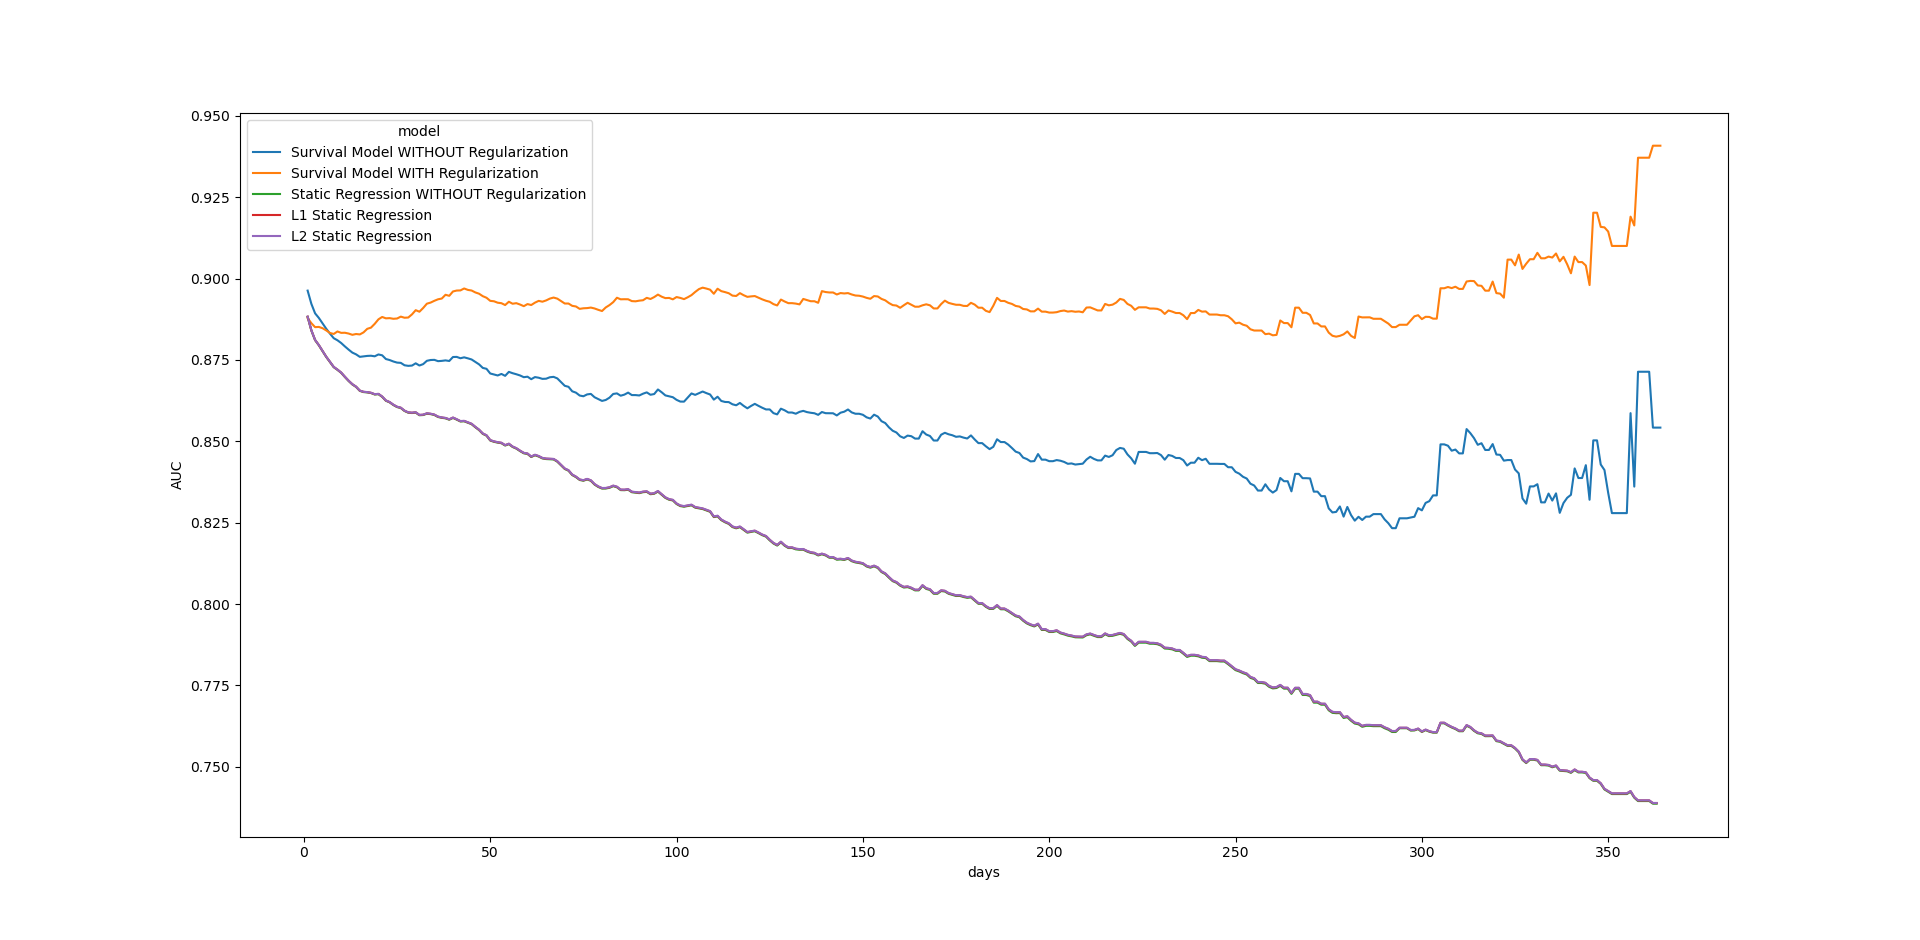 model
Survival Model WITHOUT Regularization
Survival Model WITH Regularization
Static Regression WITHOUT Regularization
L1 Static Regression
L2 Static Regression
0.950
0.925
0.900
0.875
0.850
0.825
0.800
0.775
0.750
AUC
0 50 100 150 200 250 300 350
days